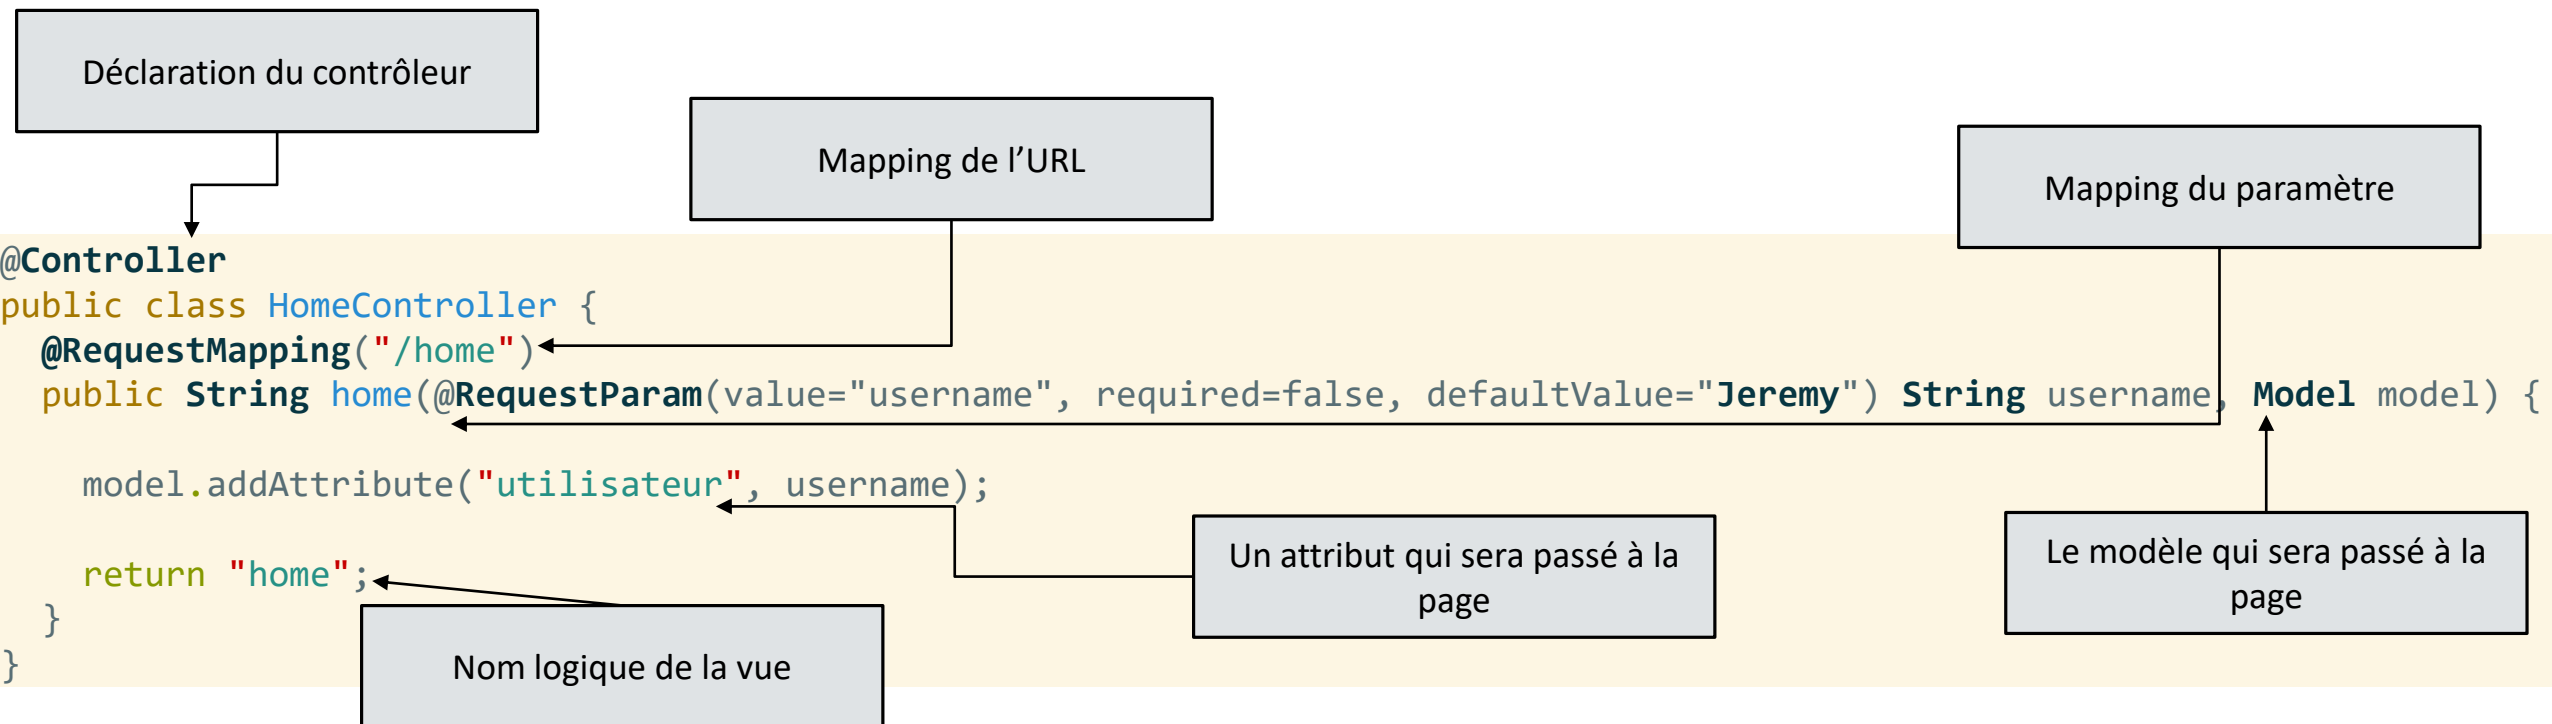 Déclaration du contrôleur
Mapping de l’URL
Mapping du paramètre
@Controller
public class HomeController {
@RequestMapping("/home")
public String home(@RequestParam(value="username", required=false, defaultValue="Jeremy") String username, Model model) {
model.addAttribute("utilisateur", username);
Un attribut qui sera passé à la
page
Le modèle qui sera passé à la
page
return "home";
}
}
Nom logique de la vue